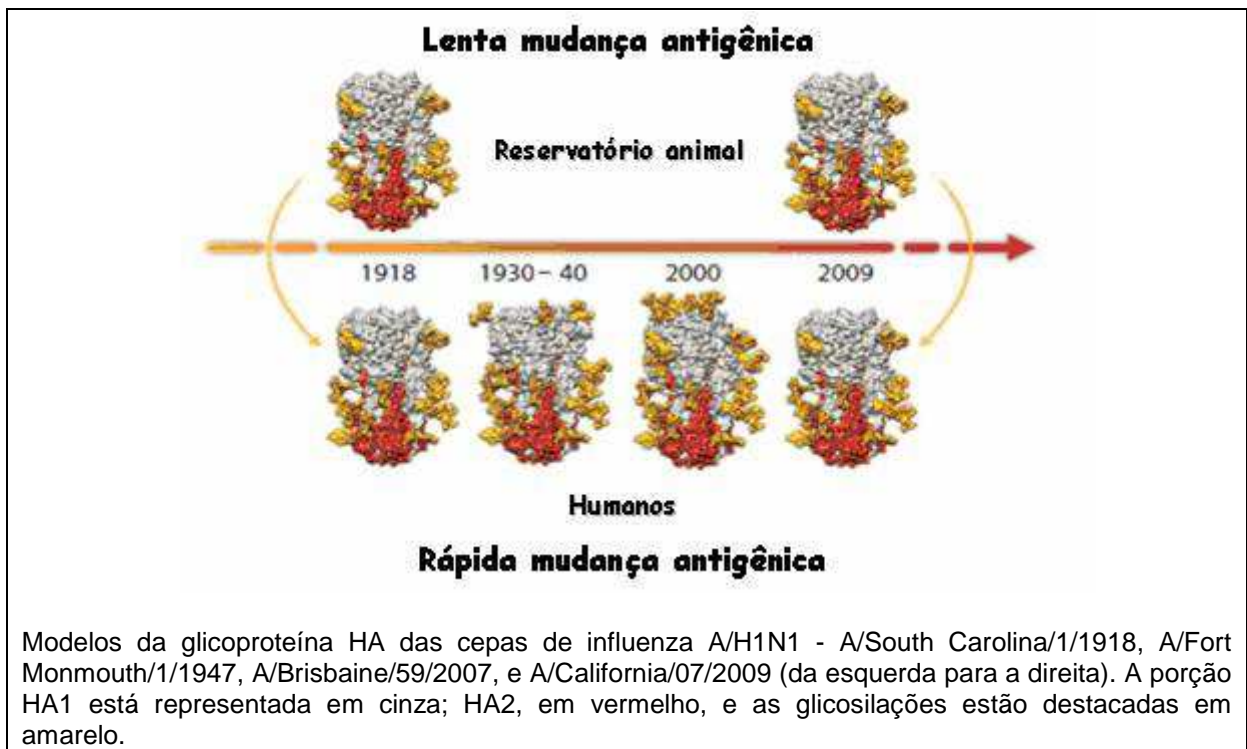 Lenta mudança antigênica
Reservatório animal
1918 1930 – 40 2000 2009
Humanos
Rápida mudança antigênica
Modelos da glicoproteína HA das cepas de influenza A/H1N1 - A/South Carolina/1/1918, A/Fort
Monmouth/1/1947, A/Brisbaine/59/2007, e A/California/07/2009 (da esquerda para a direita). A porção
HA1 está representada em cinza; HA2, em vermelho, e as glicosilações estão destacadas em
amarelo.